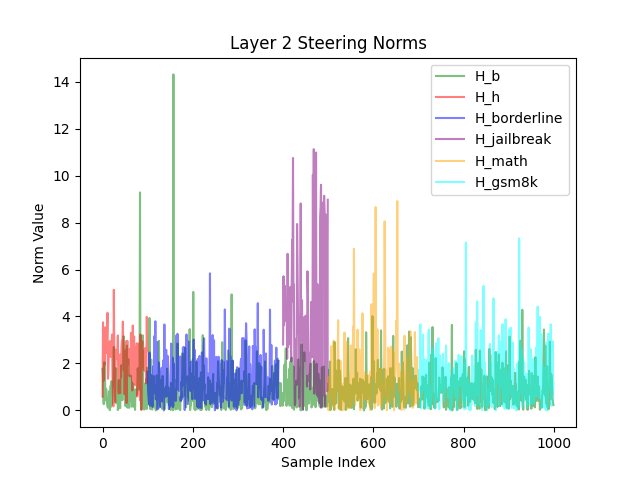 Layer 2 Steering Norms
H_b
H_h
H_borderline
H_jailbreak
H_math
H_gsm8k
14
12
10
8
6
4
2
0
Norm Value
0
200
400
600
800
1000
Sample Index